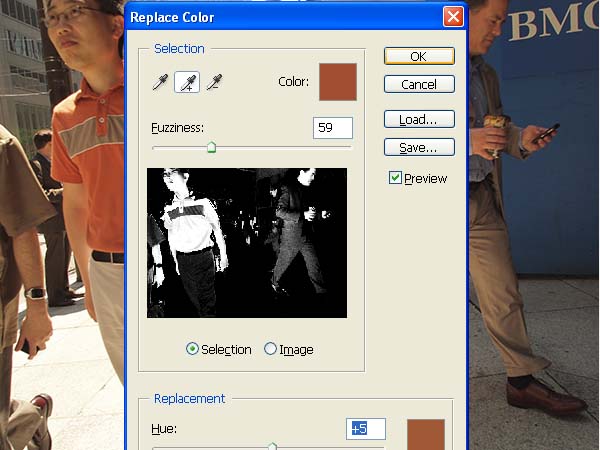 Replace Color
BMO
Selection
OK
Color:
Cancel
Fuzziness:
59
Load...
Save...
Preview
Selection
Image
Replacement
Hue:
+5